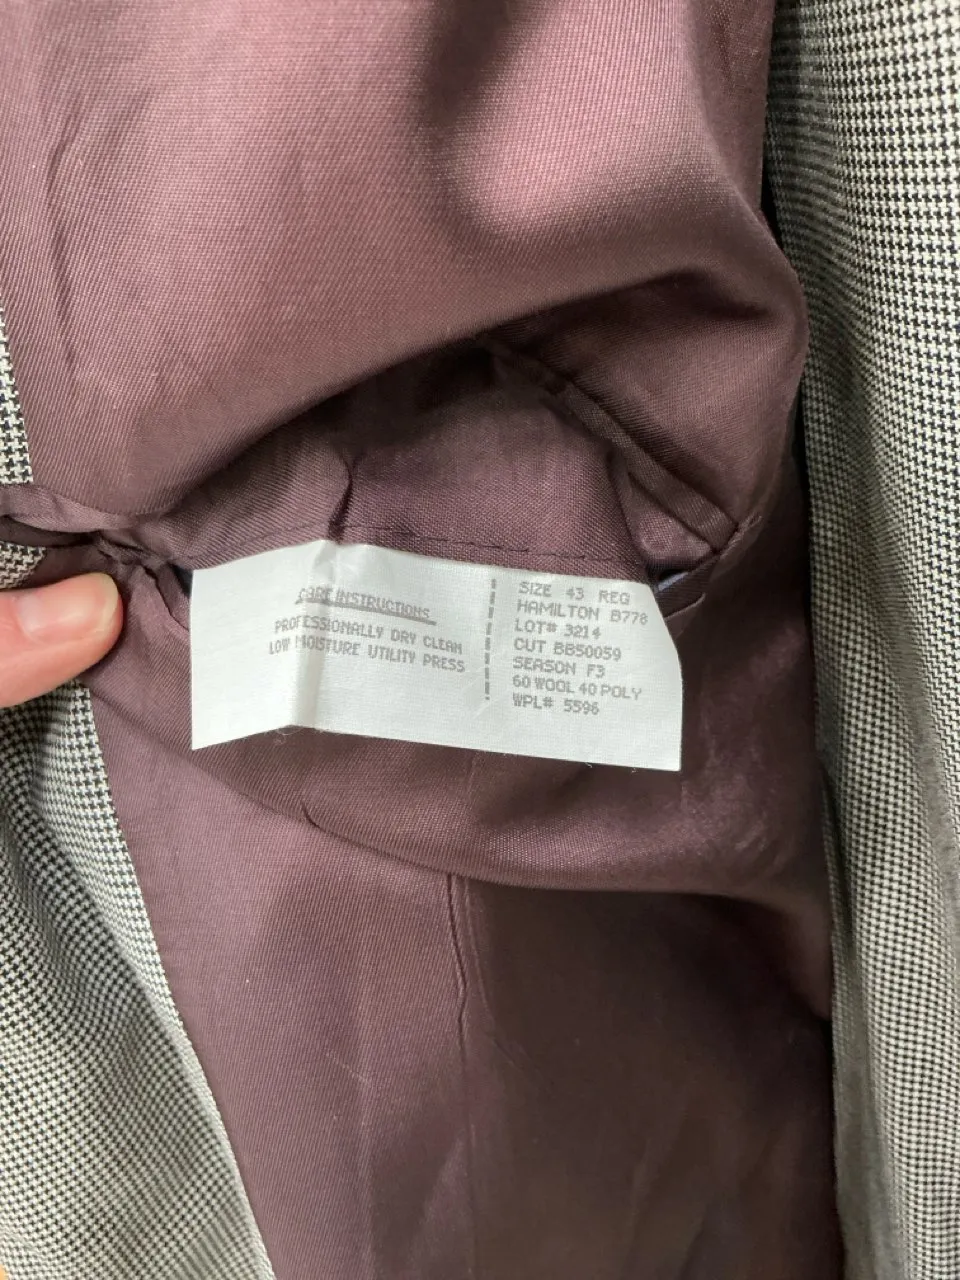 CARE INSTRUCTIONS
PROFESSIONALLY DRY CLEAN
LOW MOISTURE UTILITY PRESS
SIZE 43 REG
HAMILTON B778
LOT# 3214
CUT BB50059
SEASON F3
60 WOOL 40 POLY
WPL# 5596